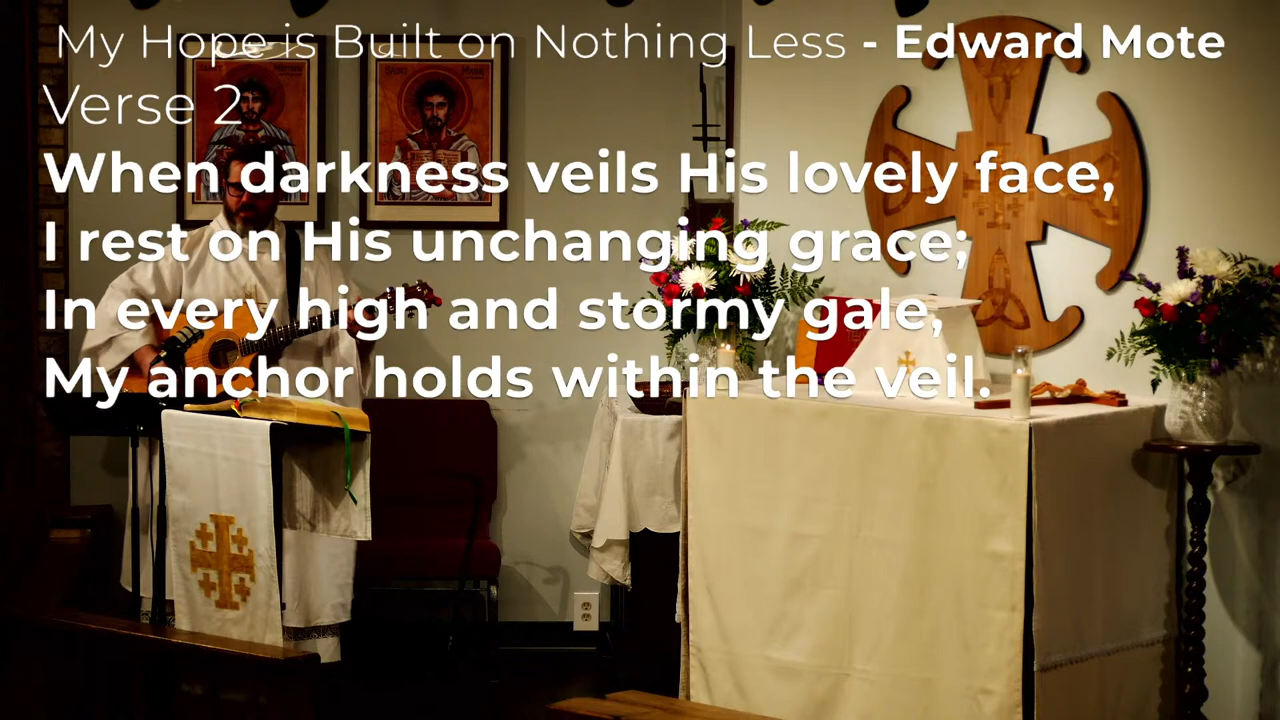 My Hope is Built on Nothing Less - Edward Mote
Verse 2
When darkness veils His lovely face,
I rest on His unchanging grace;
In every high and stormy gale,
My anchor holds within the veil.